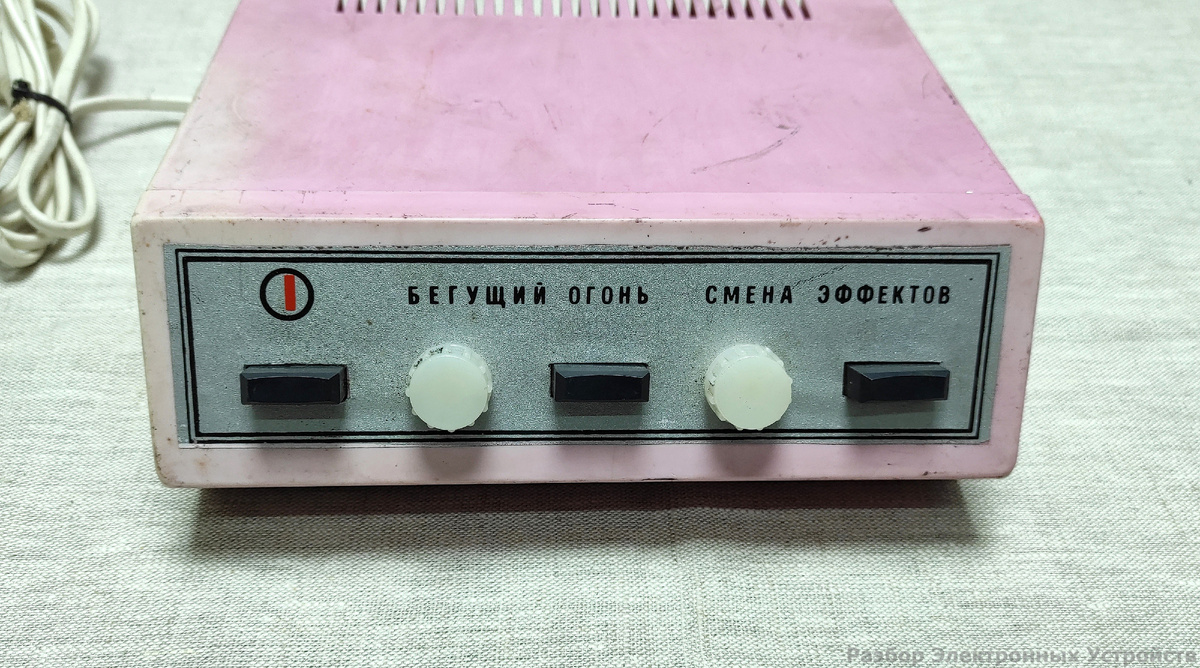 БЕГУЩИЙ ОГОНЬ СМЕНА ЭФФЕКТОВ
Разбор Электронных Устройств